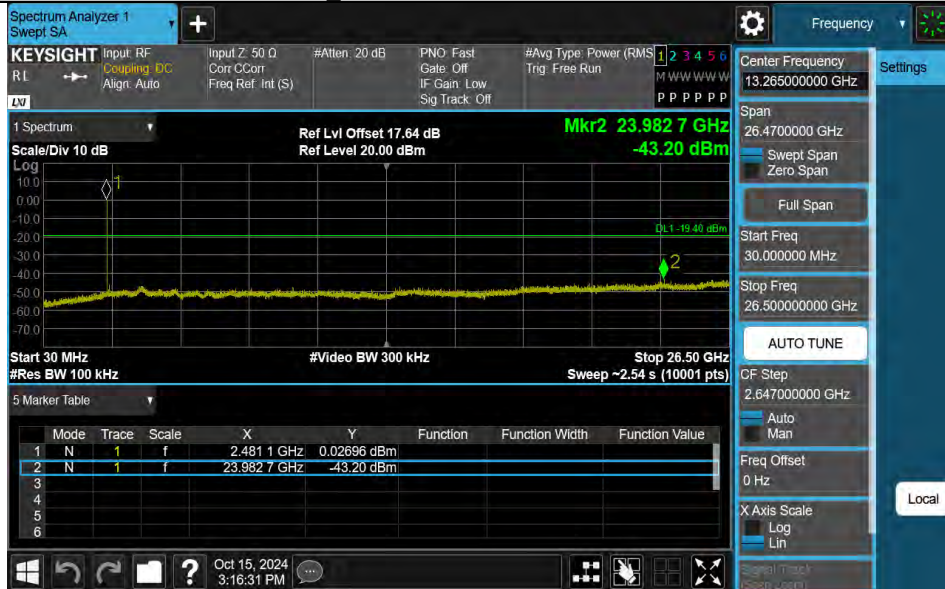 Spectrum Analyzer 1
Swept SA
Frequency
KEYSIGHT
RL
LXI
Input: RF
Coupling: DC
Align: Auto
Input Z: 50 Ω
Corr CCorr
Freq Ref: Int (S)
#Atten: 20 dB
PNO: Fast
Gate: Off
IF Gain: Low
Sig Track: Off
#Avg Type: Power (RMS
Trig: Free Run
1 2 3 4 5 6
M W W W W W
P P P P P P
1 Spectrum
Scale/Div 10 dB
Ref Lvl Offset 17.64 dB
Ref Level 20.00 dBm
Mkr2 23.982 7 GHz
-43.20 dBm
Log
10.0
0.00
-10.0
-20.0
-30.0
-40.0
-50.0
-60.0
-70.0
1
DL1 -19.40 dBm
2
Start 30 MHz
#Video BW 300 kHz
Stop 26.50 GHz
#Res BW 100 kHz
Sweep ~2.54 s (10001 pts)
5 Marker Table
Mode Trace Scale X Y Function Function Width Function Value
1 N 1 f 2.481 1 GHz 0.02696 dBm
2 N 1 f 23.982 7 GHz -43.20 dBm
3
4
5
6
Oct 15, 2024
3:16:31 PM
Center Frequency
13.265000000 GHz
Span
26.4700000 GHz
Swept Span
Zero Span
Full Span
Start Freq
30.000000 MHz
Stop Freq
26.500000000 GHz
AUTO TUNE
CF Step
2.647000000 GHz
Auto
Man
Freq Offset
0 Hz
X Axis Scale
Log
Lin
Signal Track
(Span Zoom)
Settings
Local